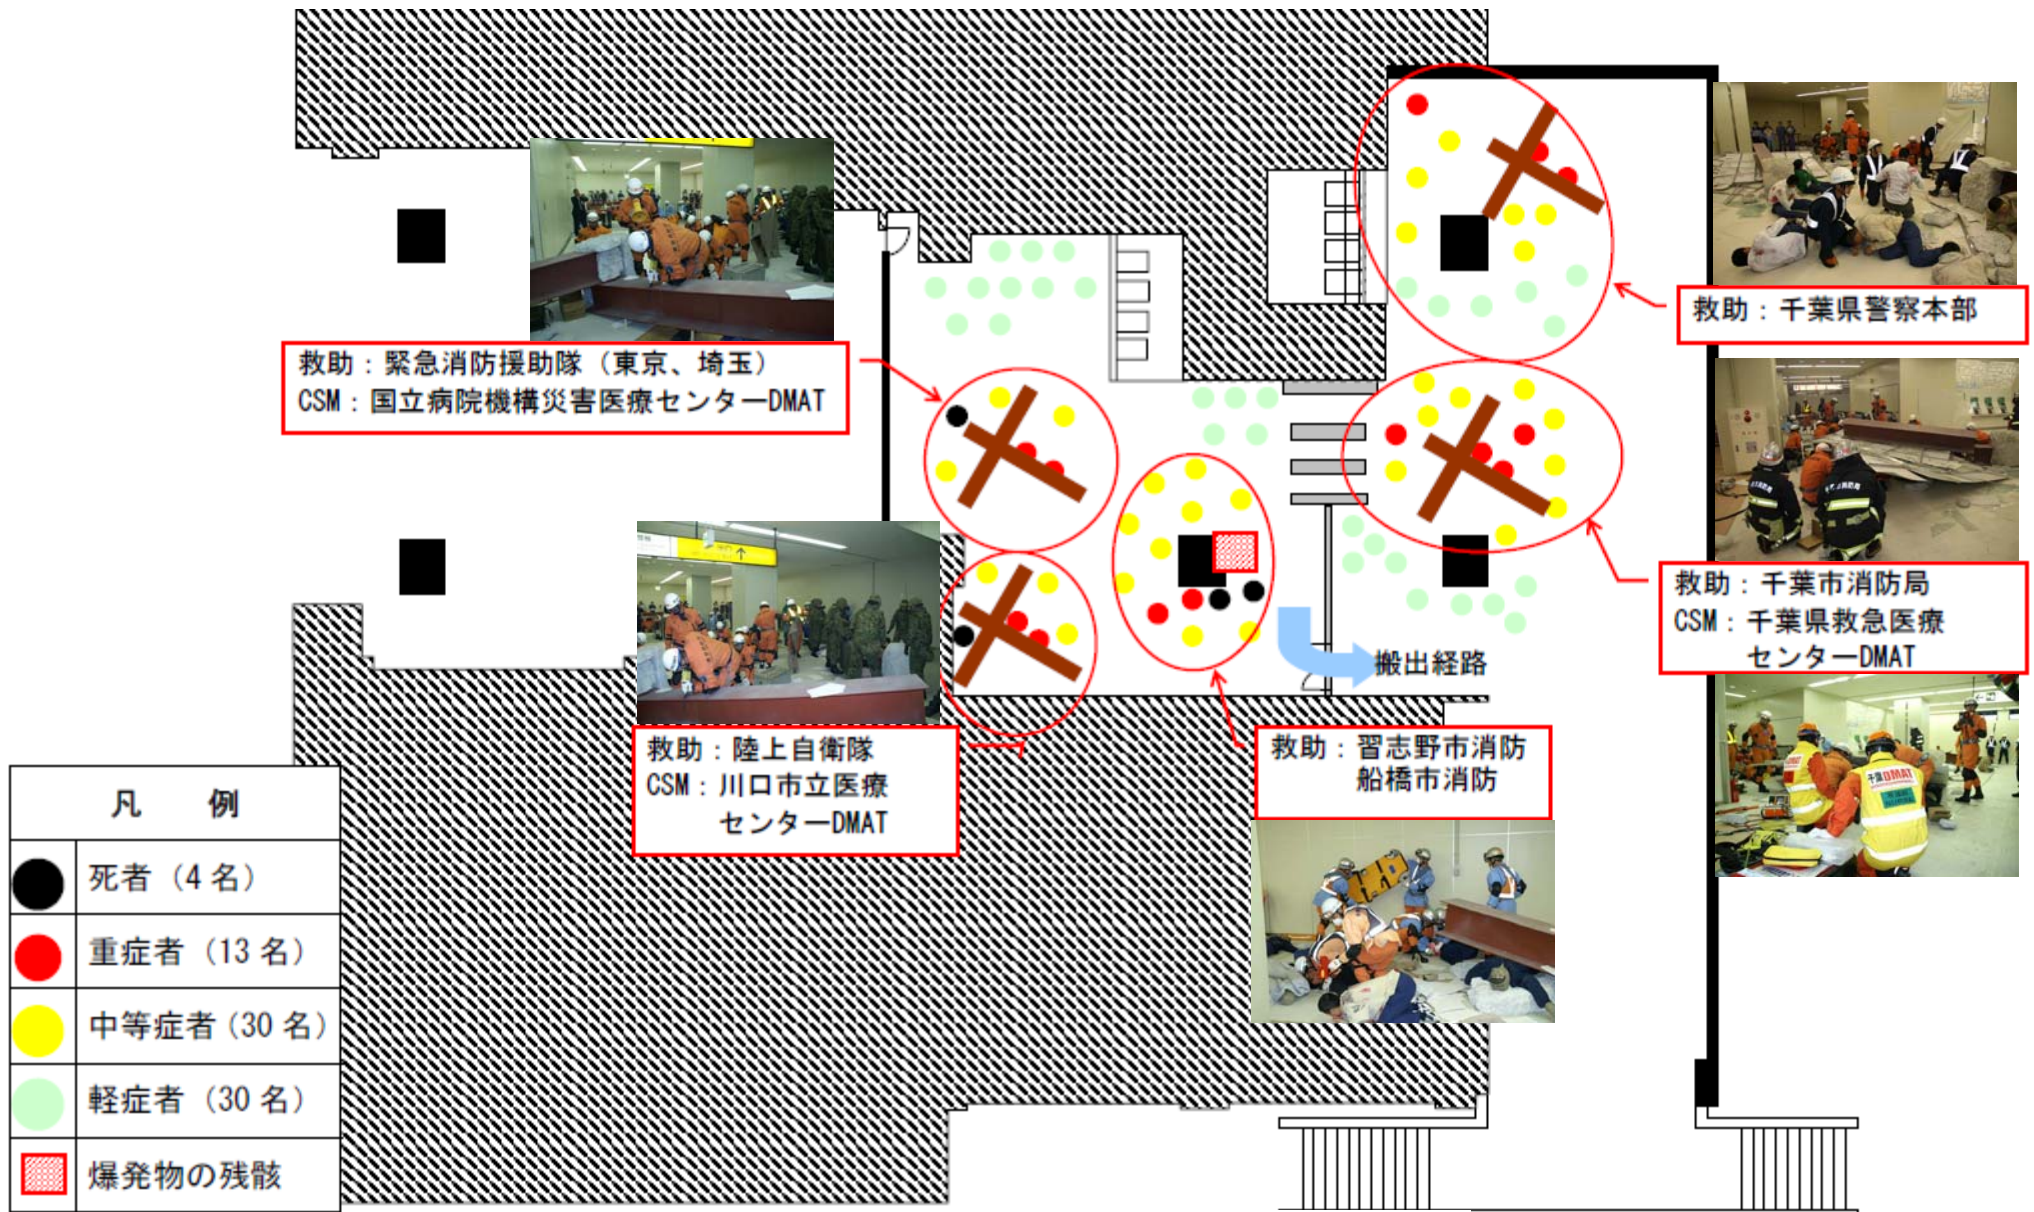 救助：千葉県警察本部
救助：緊急消防援助隊（東京、埼玉）
CSM：国立病院機構災害医療センターDMAT
救助：千葉市消防局
CSM：千葉県救急医療
センターDMAT
搬出経路
救助：陸上自衛隊
CSM：川口市立医療
センターDMAT
救助：習志野市消防
船橋市消防
千葉DMAT
凡　例
死者（4名）
重症者（13名）
中等症者（30名）
軽症者（30名）
爆発物の残骸